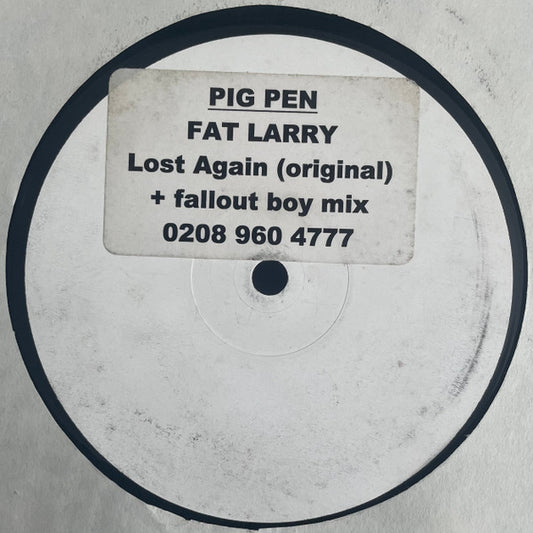 PIG PEN
FAT LARRY
Lost Again (original)
+ fallout boy mix
0208 960 4777